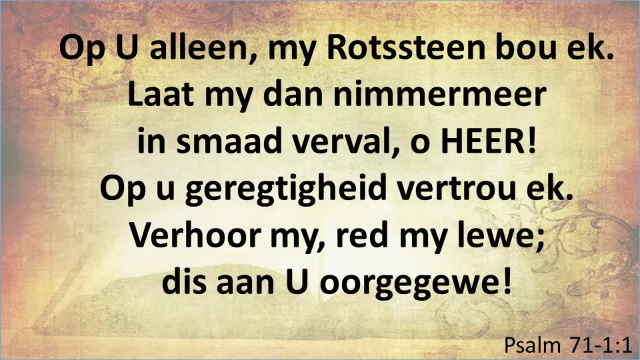 Op U alleen, my Rotssteen bou ek.
Laat my dan nimmermeer
in smaad verval, o HEER!
Op u geregtigheid vertrou ek.
Verhoor my, red my lewe;
dis aan U oorgegewe!
Psalm 71-1:1